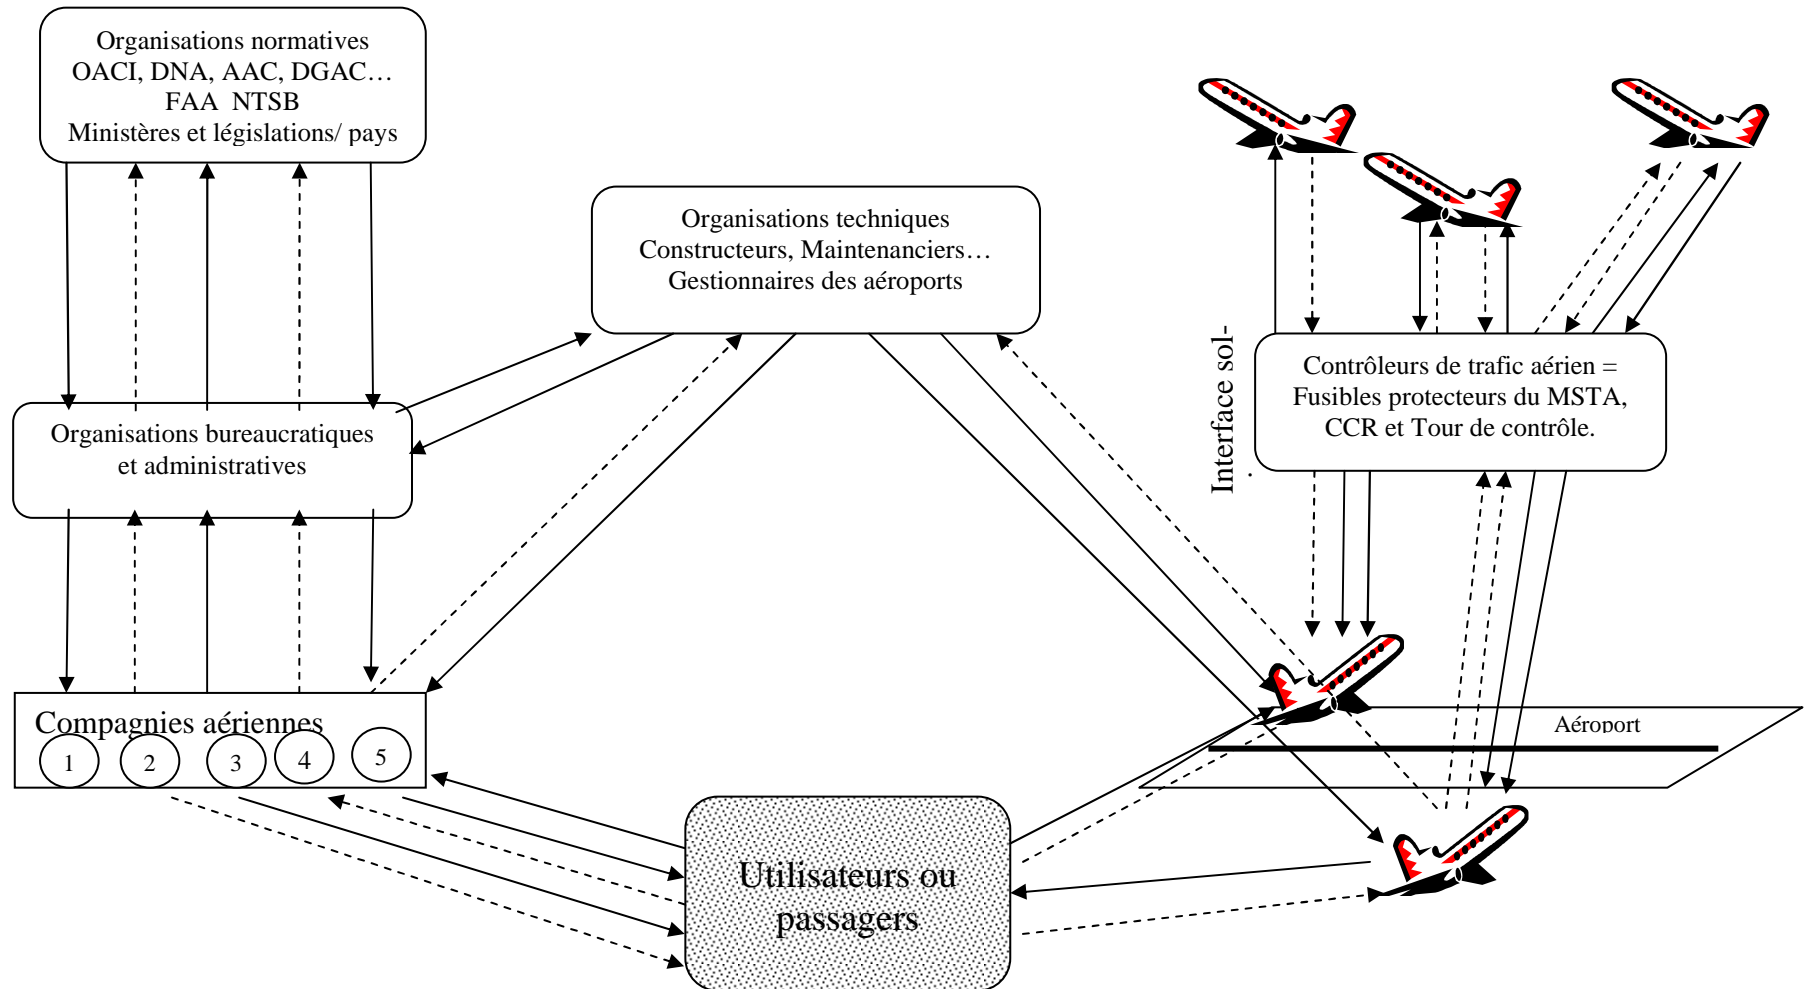 Organisations normatives
OACI, DNA, AAC, DGAC…
FAA  NTSB
Ministères et législations/ pays
Organisations techniques
Constructeurs, Maintenanciers…
Gestionnaires des aéroports
Interface sol-
Contrôleurs de trafic aérien =
Fusibles protecteurs du MSTA,
CCR et Tour de contrôle.
Organisations bureaucratiques
et administratives
Compagnies aériennes
1 2 3 4 5
Aéroport
Utilisateurs ou
passagers